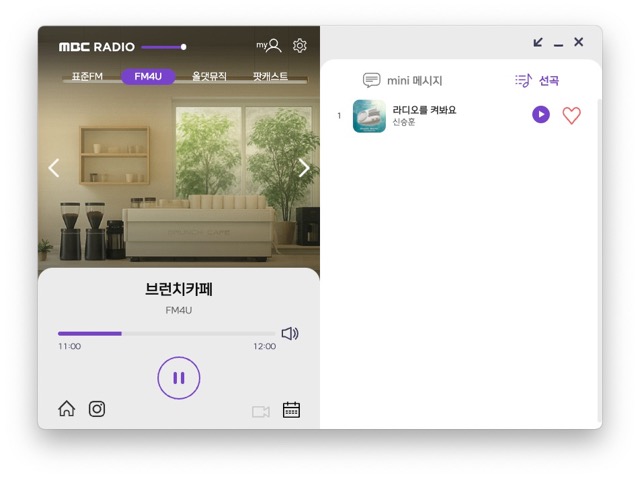 MBC RADIO
my
표준FM FM4U 올댓뮤직 팟캐스트
BRUNCH CAFE
브런치카페
FM4U
11:00 12:00
mini 메시지 선곡
1
라디오를 켜봐요
신승훈